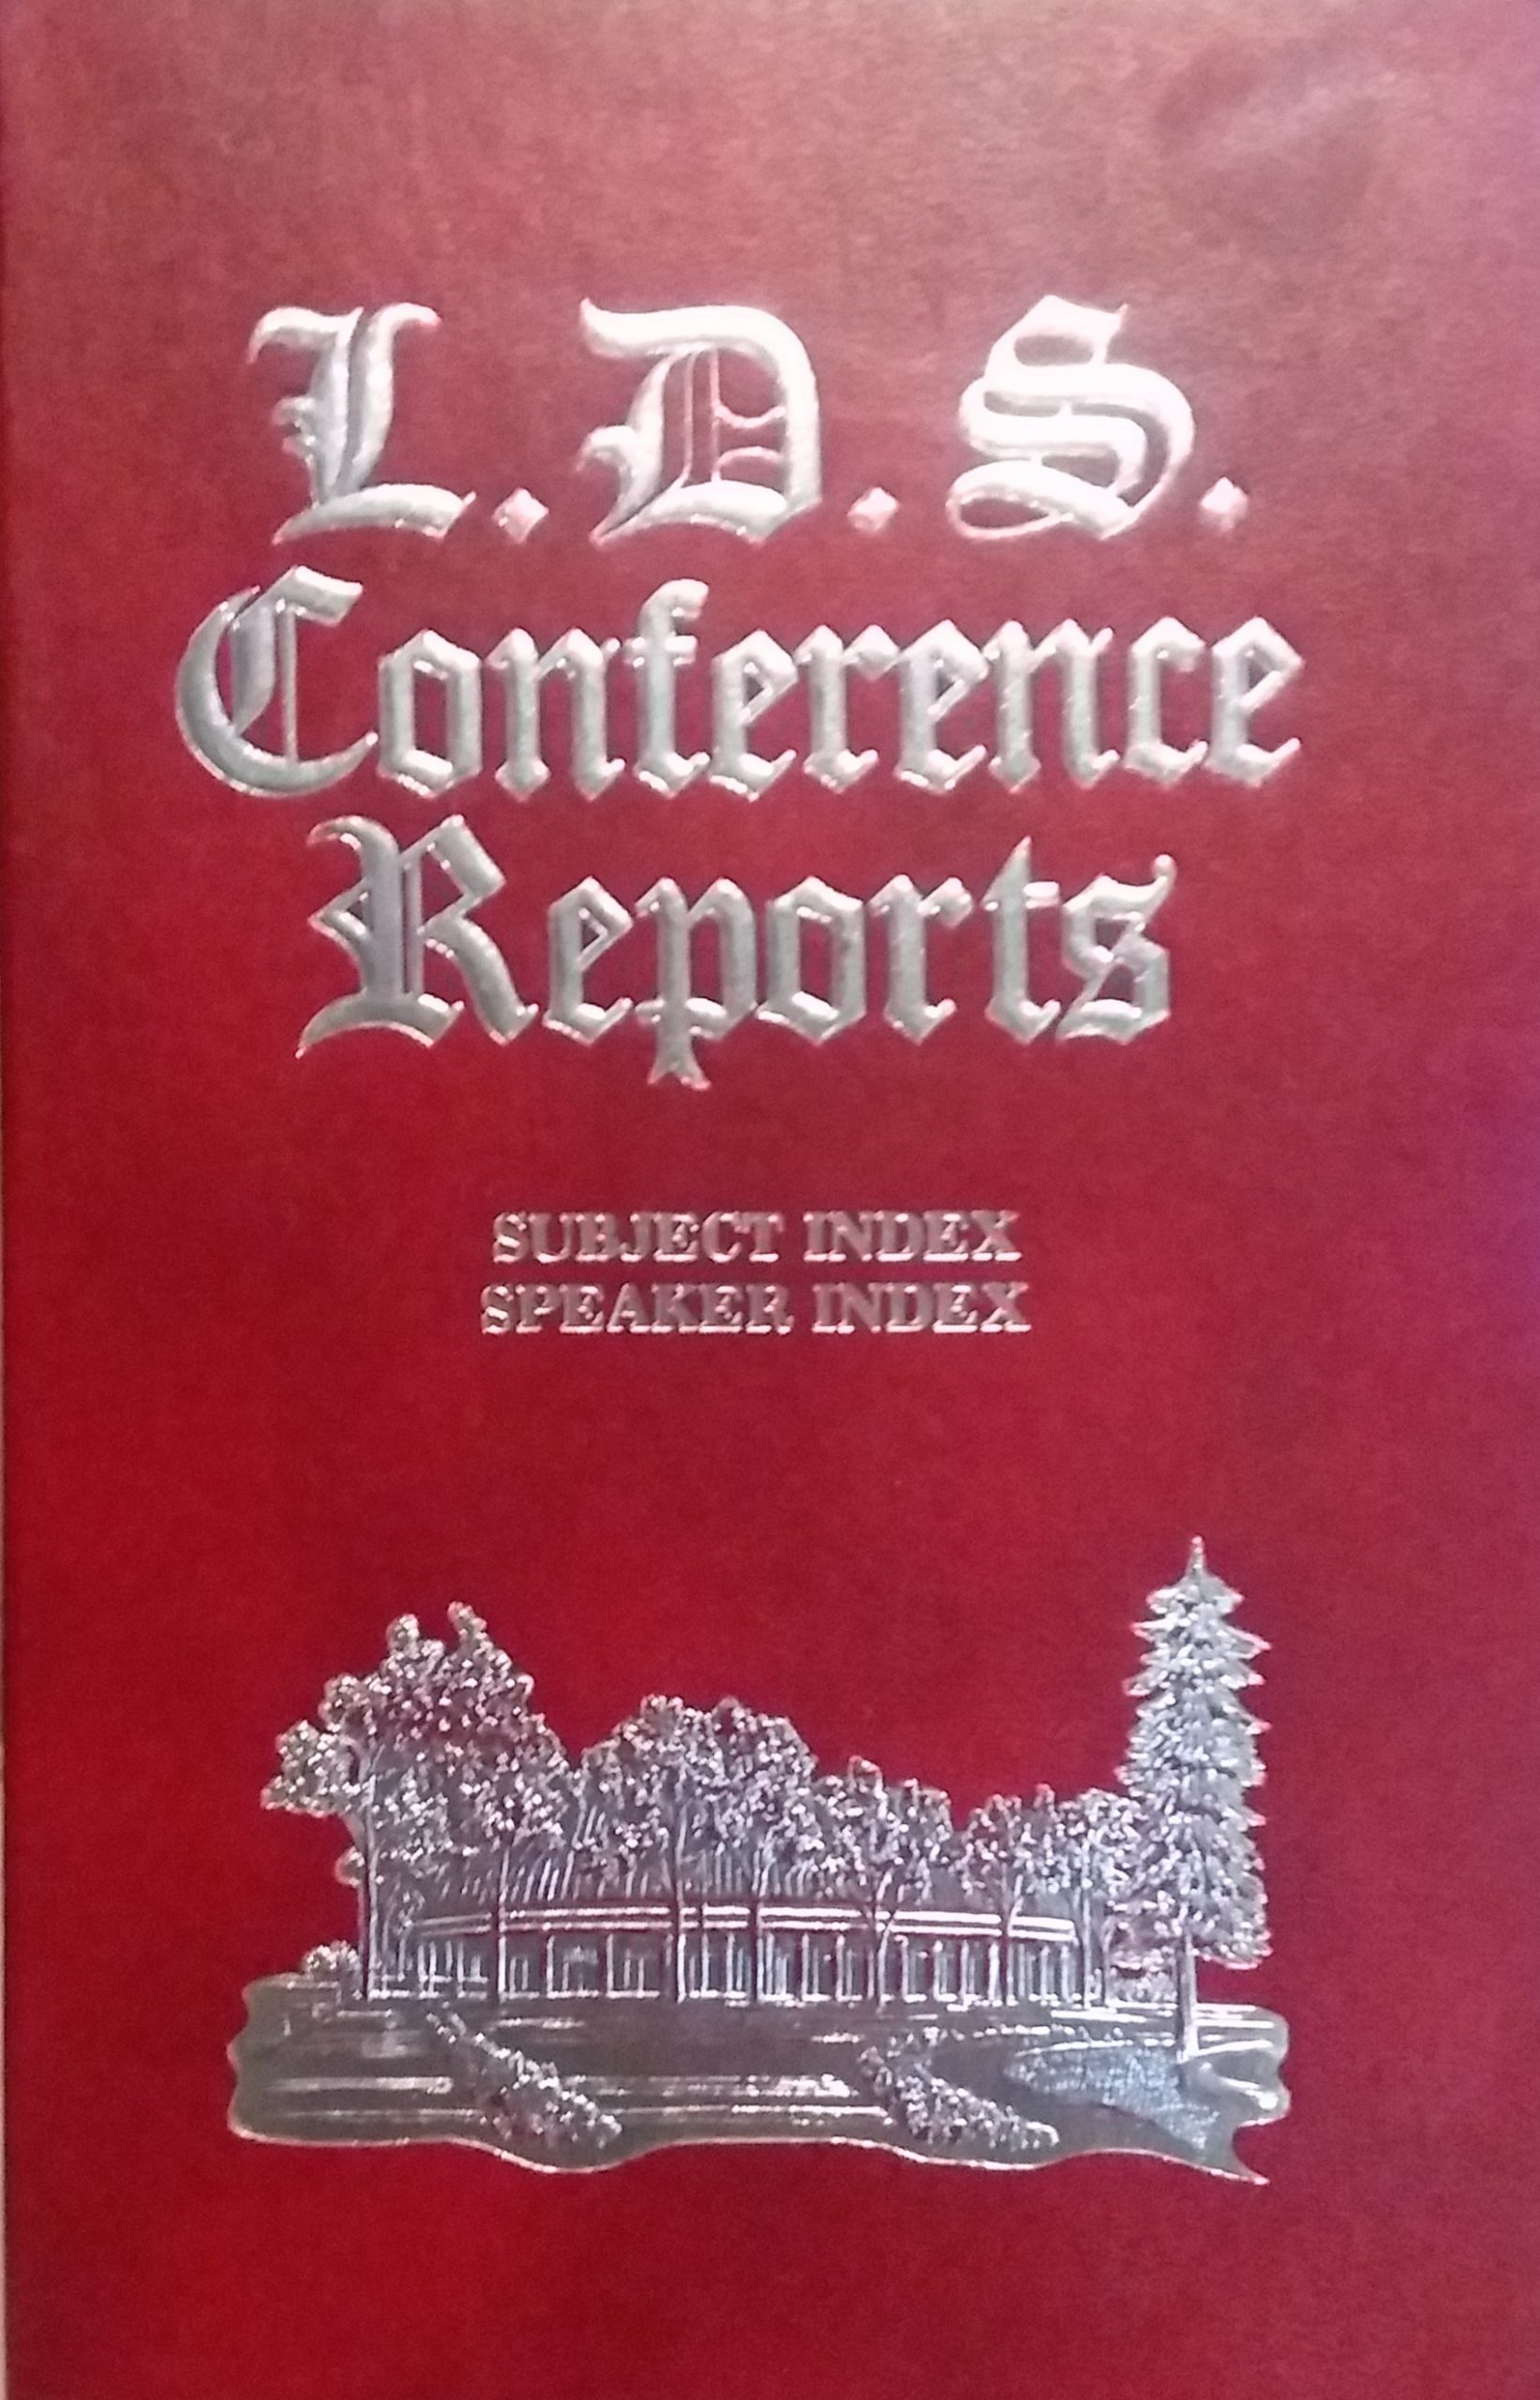 L.D.S.
Conference
Reports
SUBJECT INDEX
SPEAKER INDEX